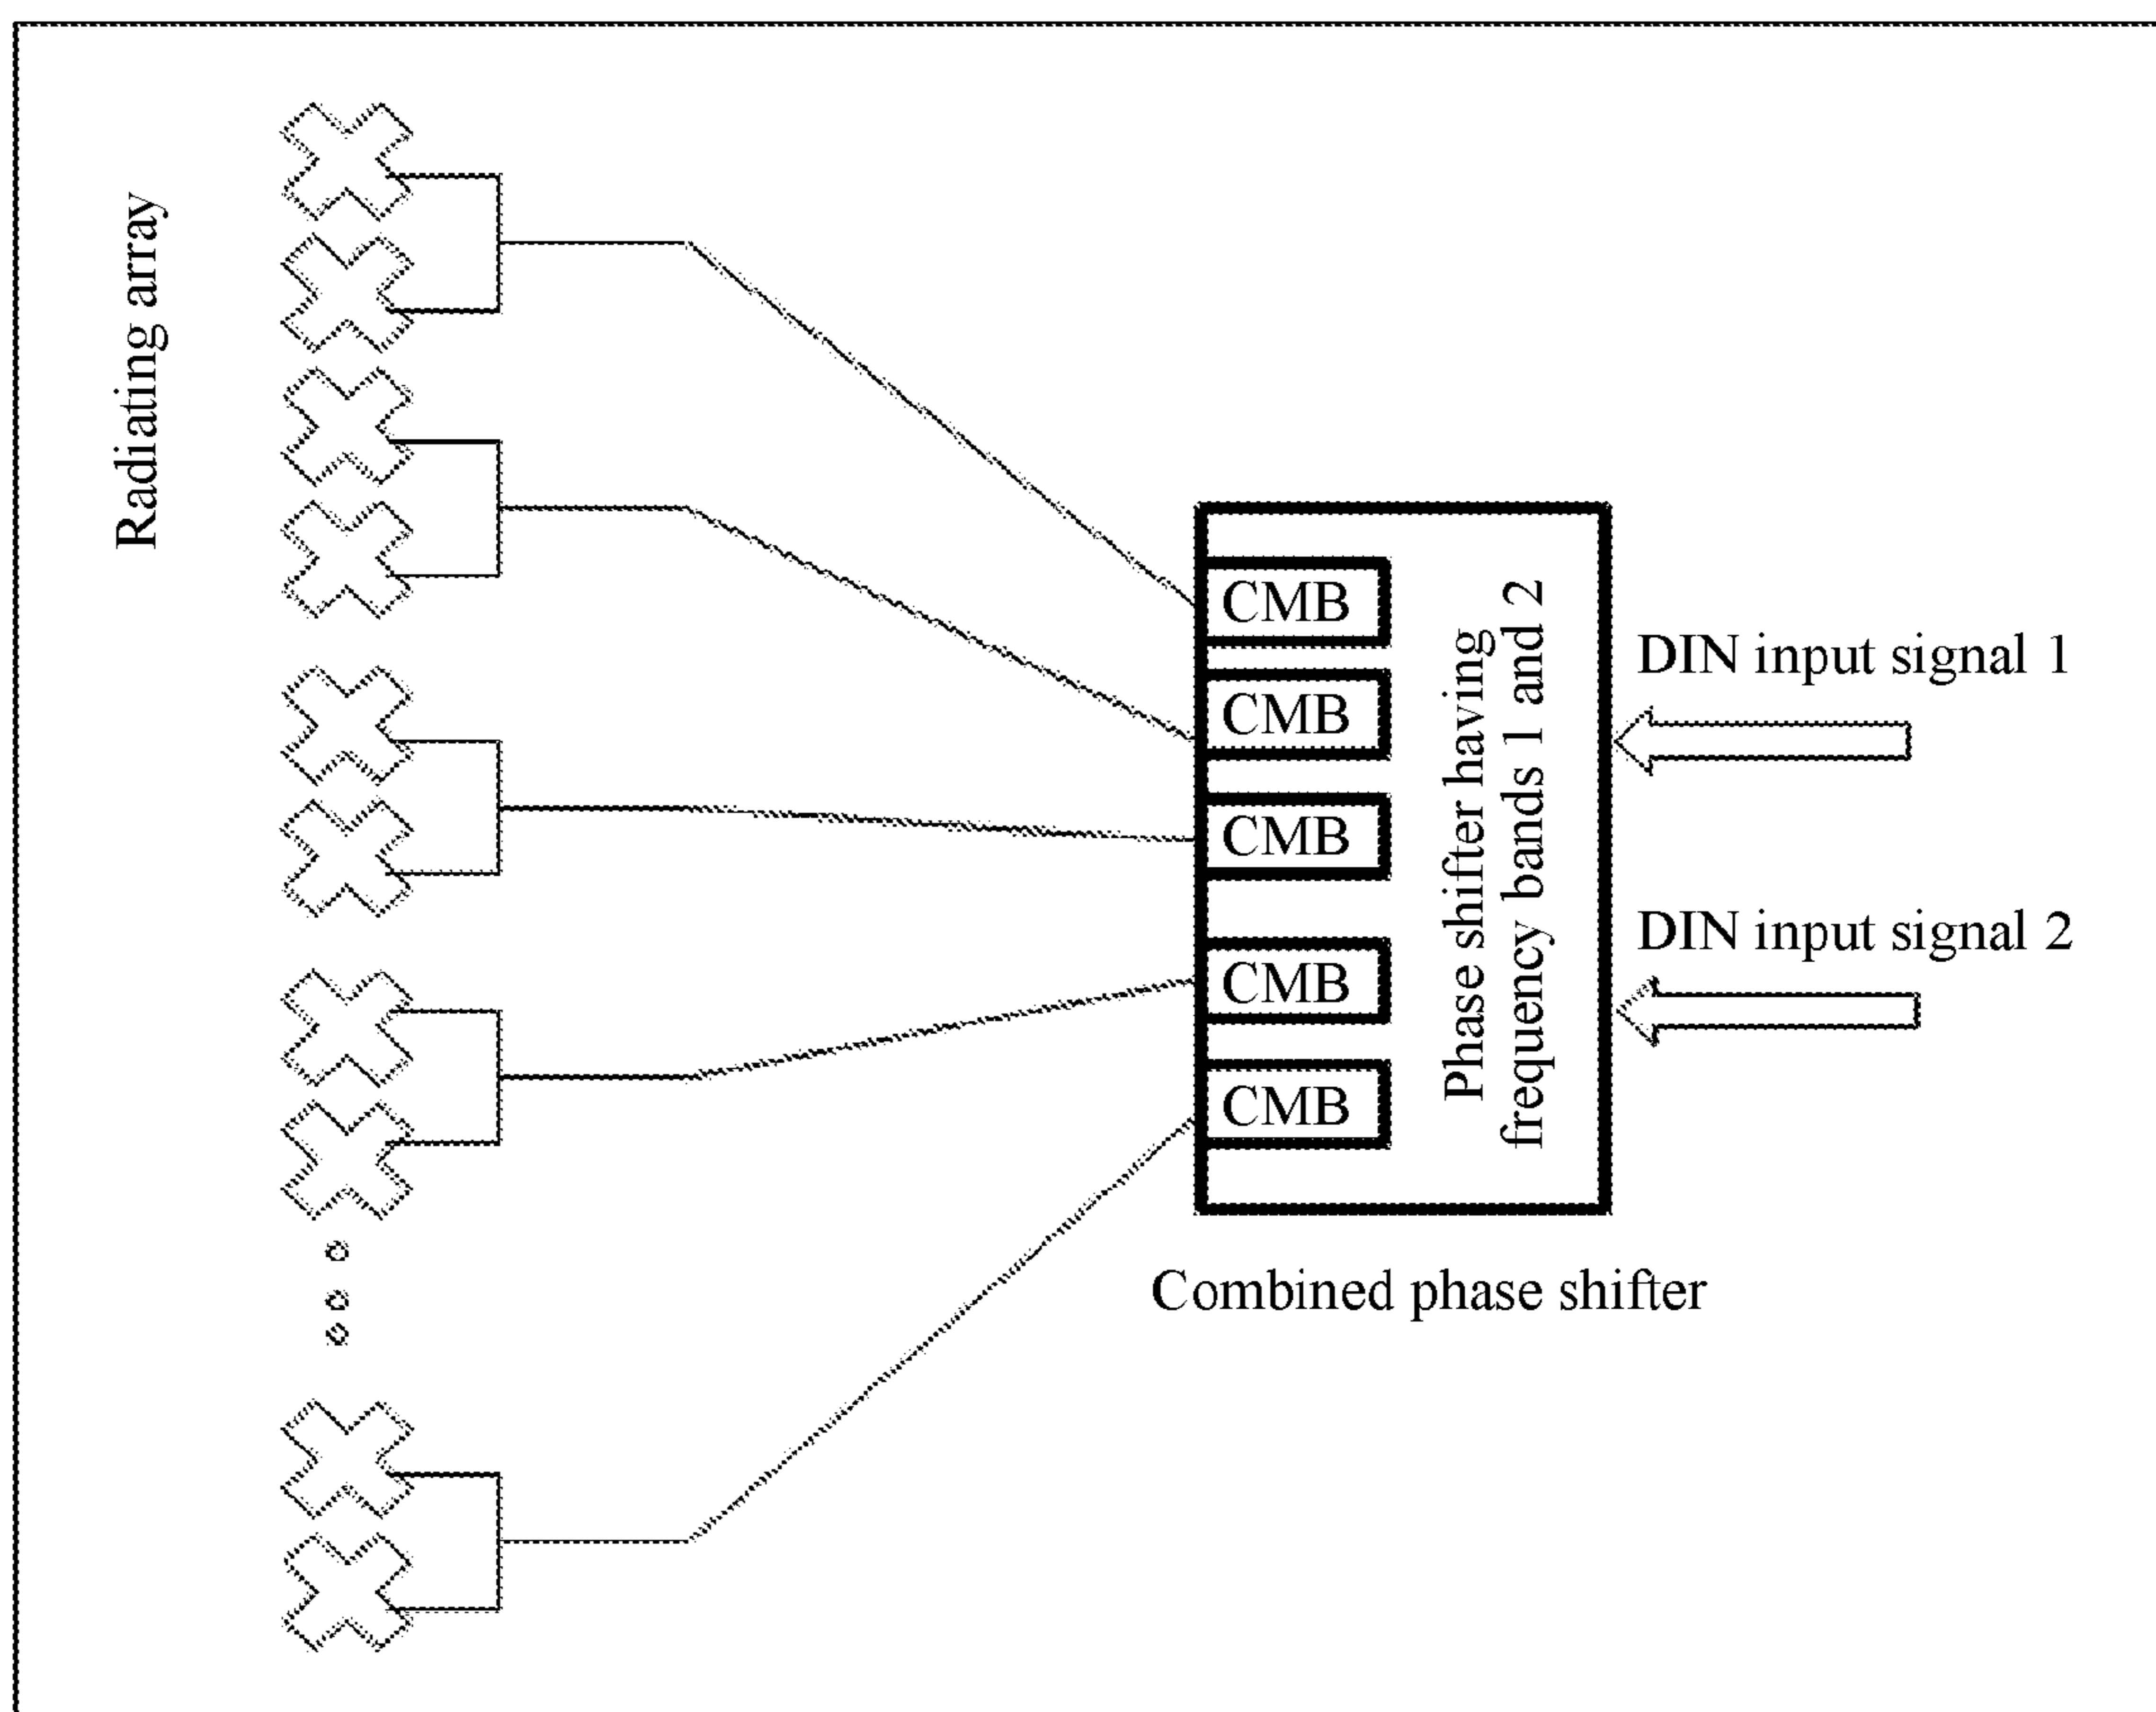 Radiating array
CMB
CMB
CMB
CMB
CMB
Phase shifter having
frequency bands 1 and 2
DIN input signal 1
DIN input signal 2
Combined phase shifter